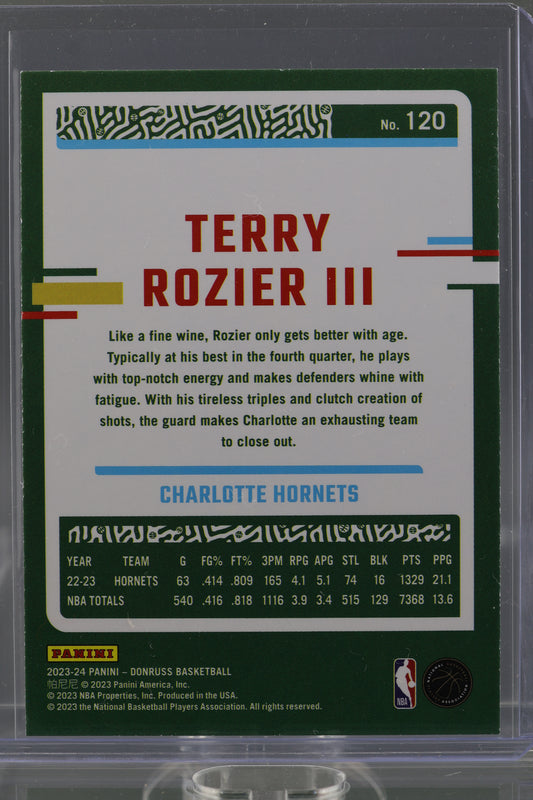 No. 120
TERRY
ROZIER III
Like a fine wine, Rozier only gets better with age.
Typically at his best in the fourth quarter, he plays
with top-notch energy and makes defenders whine with
fatigue. With his tireless triples and clutch creation of
shots, the guard makes Charlotte an exhausting team
to close out.
CHARLOTTE HORNETS
YEAR TEAM G FG% FT% 3PM RPG APG STL BLK PTS PPG
22-23 HORNETS 63 .414 .809 165 4.1 5.1 74 16 1329 21.1
NBA TOTALS 540 .416 .818 1116 3.9 3.4 515 129 7368 13.6
PANINI
2023-24 PANINI – DONRUSS BASKETBALL
帕尼尼 © 2023 Panini America, Inc.
© 2023 NBA Properties, Inc. Produced in the USA.
© 2023 the National Basketball Players Association. All rights reserved.
NBA
NATIONAL BASKETBALL PLAYERS ASSOCIATION